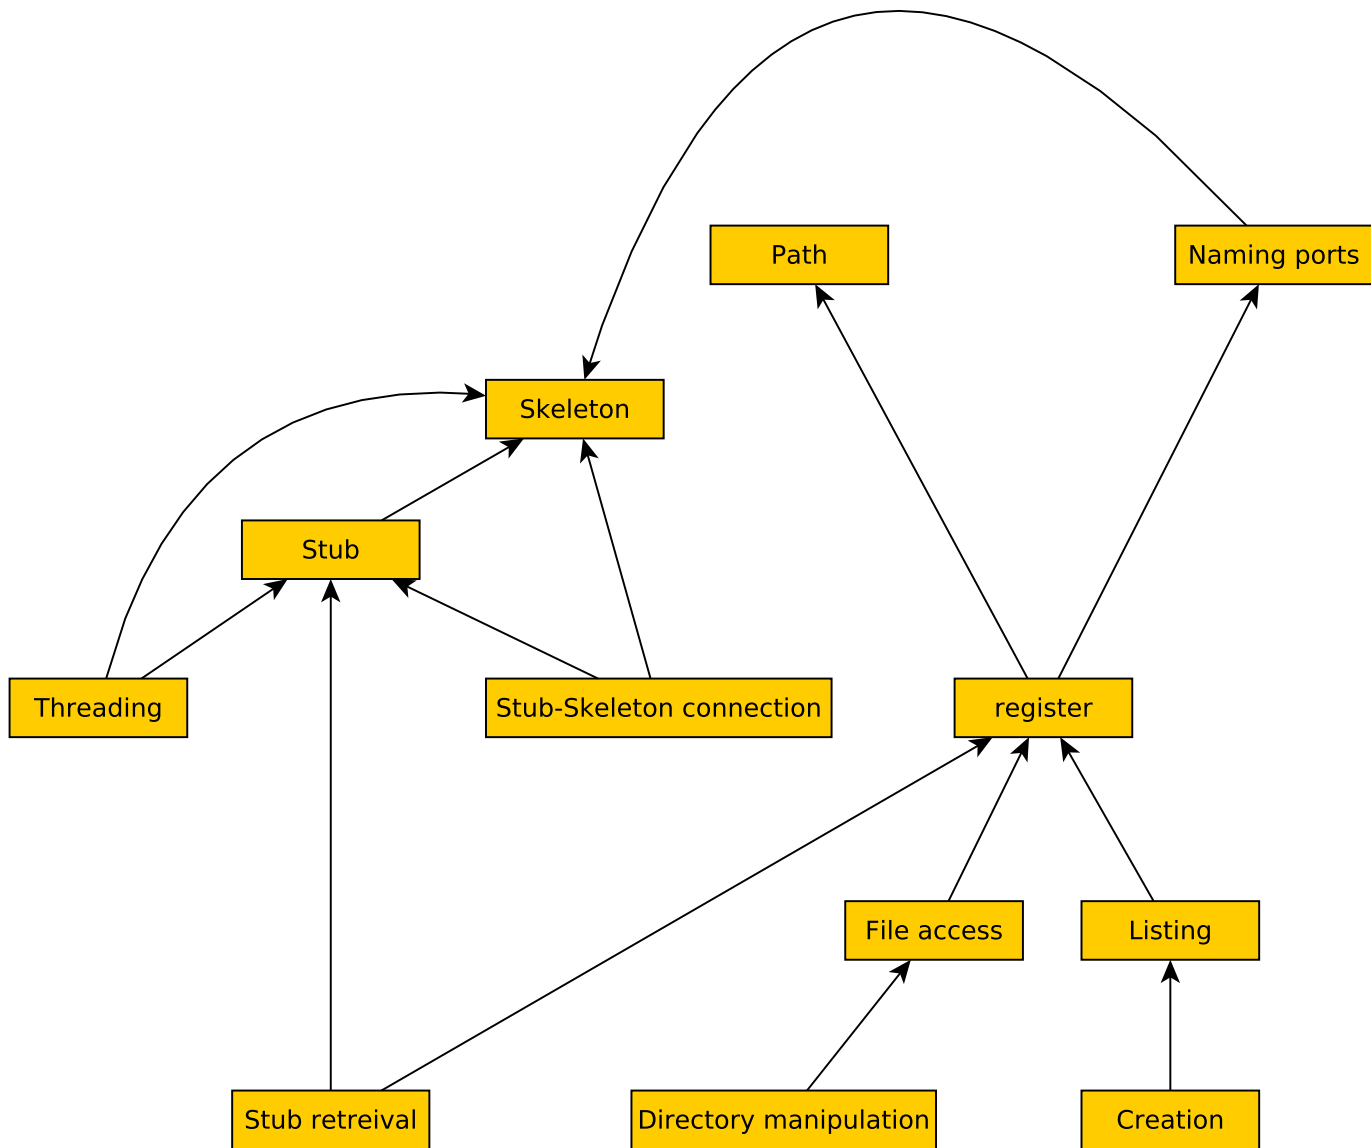 Path
Naming ports
Skeleton
Stub
Threading
Stub-Skeleton connection
register
File access
Listing
Stub retreival
Directory manipulation
Creation